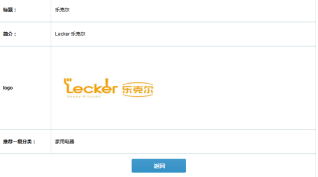 标题： 乐克尔
简介： Lecker 乐克尔
logo Lecker 乐克尔
推荐一级分类： 家用电器
返回